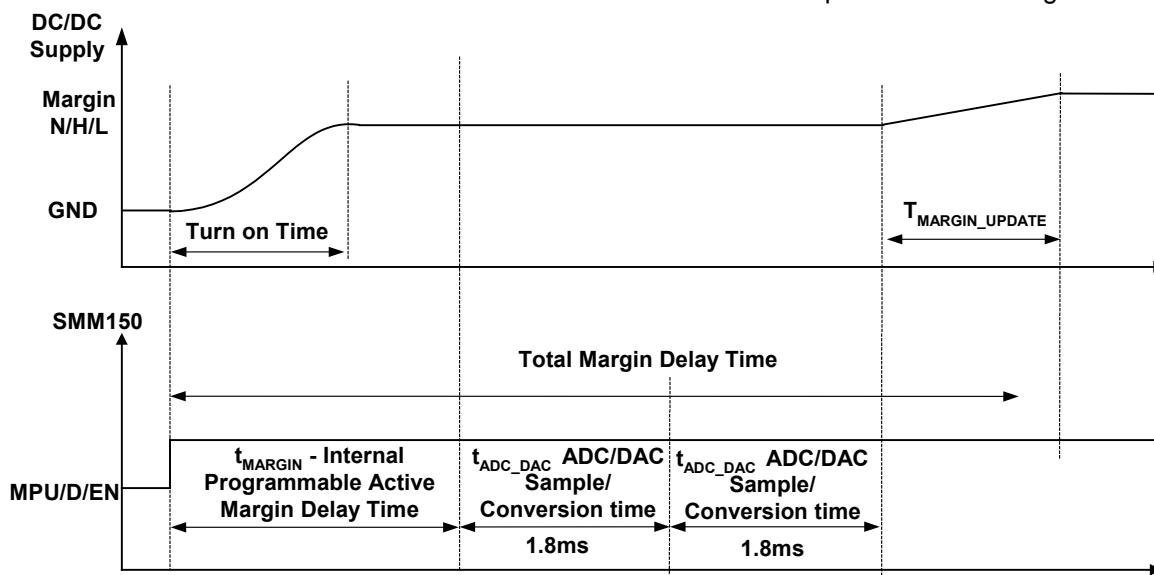 DC/DC
Supply
Margin
N/H/L
GND
Turn on Time
TMARGIN_UPDATE
SMM150
Total Margin Delay Time
MPU/D/EN
tMARGIN - Internal
Programmable Active
Margin Delay Time
tADC_DAC ADC/DAC
Sample/
Conversion time
1.8ms
tADC_DAC ADC/DAC
Sample/
Conversion time
1.8ms